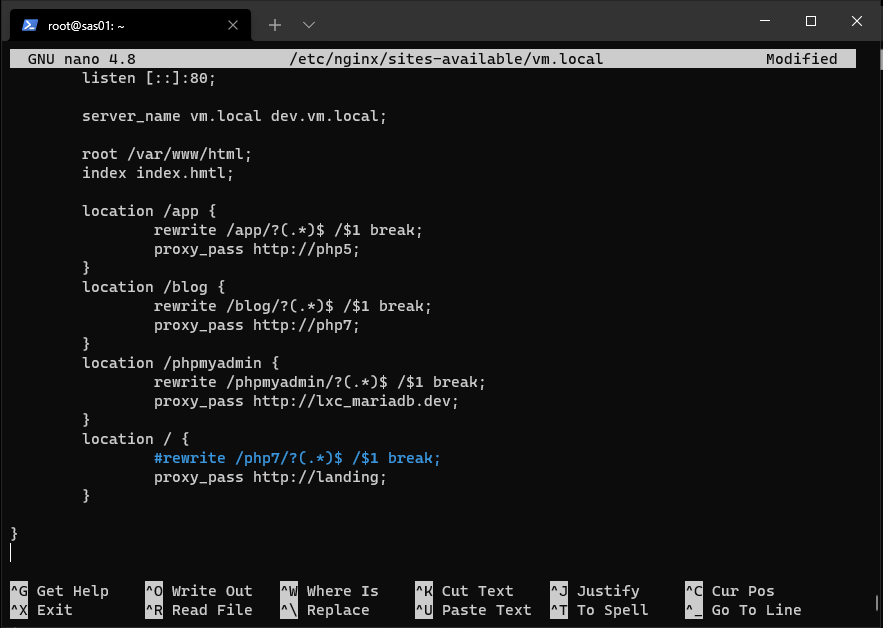 root@sas01: ~
GNU nano 4.8 /etc/nginx/sites-available/vm.local Modified
listen [::]:80;
server_name vm.local dev.vm.local;
root /var/www/html;
index index.hmtl;
location /app {
rewrite /app/?(.*)$ /$1 break;
proxy_pass http://php5;
}
location /blog {
rewrite /blog/?(.*)$ /$1 break;
proxy_pass http://php7;
}
location /phpmyadmin {
rewrite /phpmyadmin/?(.*)$ /$1 break;
proxy_pass http://lxc_mariadb.dev;
}
location / {
#rewrite /php7/?(.*)$ /$1 break;
proxy_pass http://landing;
}
}
^G Get Help ^O Write Out ^W Where Is ^K Cut Text ^J Justify ^C Cur Pos
^X Exit ^R Read File ^\ Replace ^U Paste Text ^T To Spell ^_ Go To Line